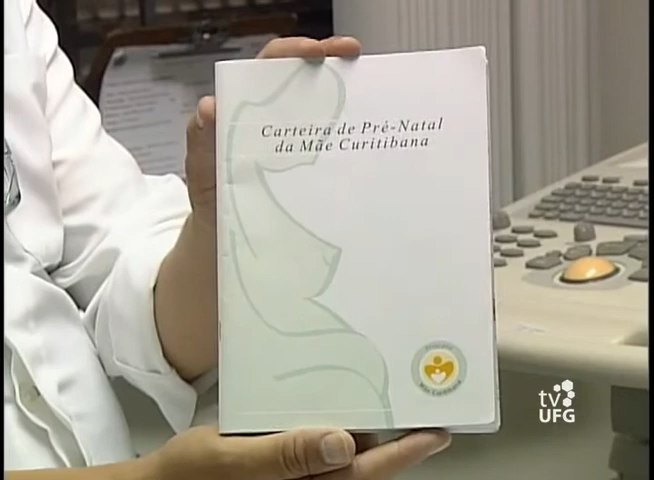 Carteira de Pré-Natal
da Mãe Curitibana
MÃE CURITIBANA
tv
UFG